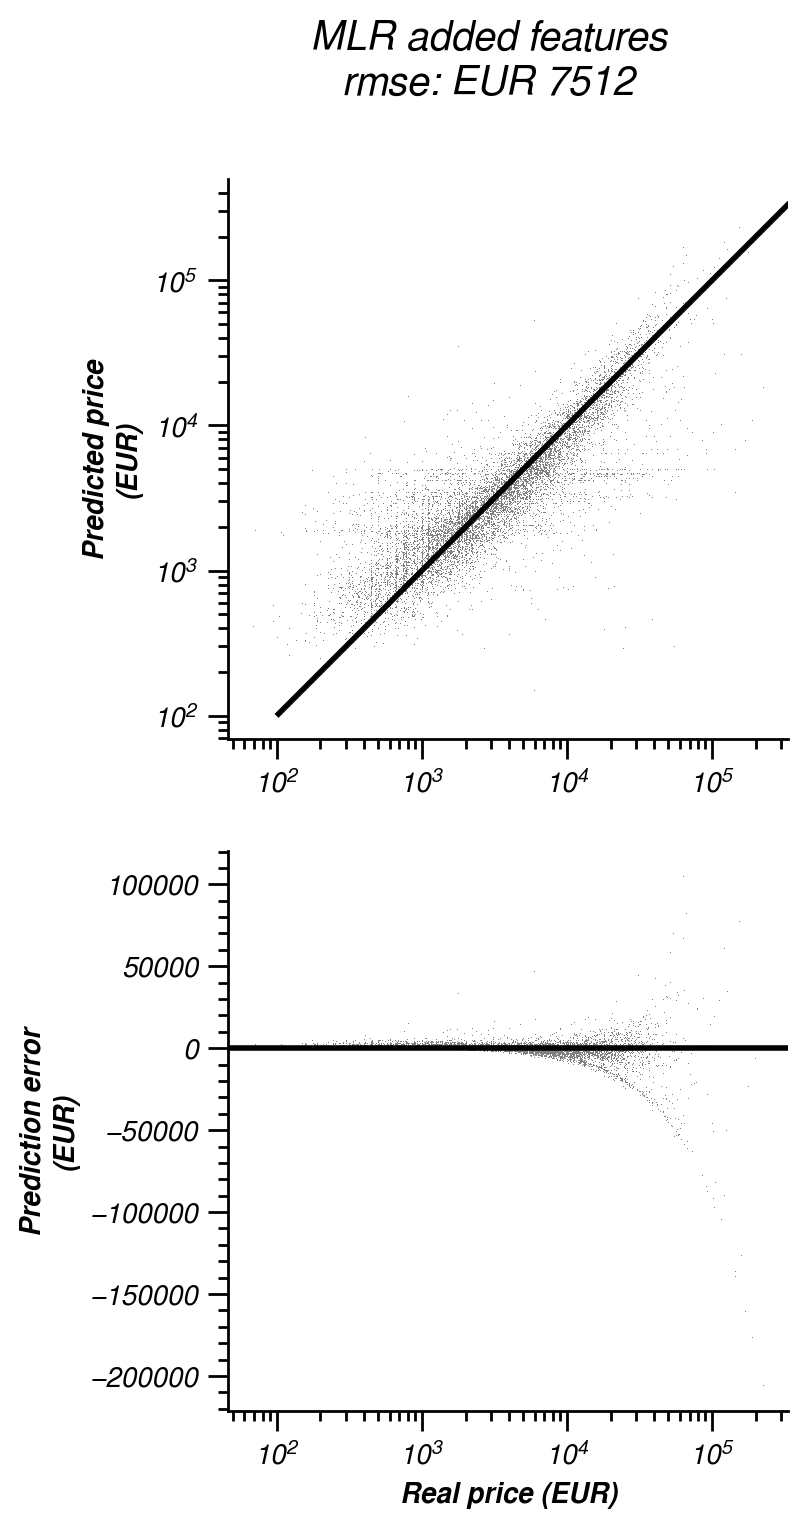 MLR added features
rmse: EUR 7512
10⁵
10⁴
10³
10²
Predicted price
(EUR)
10²
10³
10⁴
10⁵
100000
50000
0
−50000
−100000
−150000
−200000
Prediction error
(EUR)
10²
10³
10⁴
10⁵
Real price (EUR)